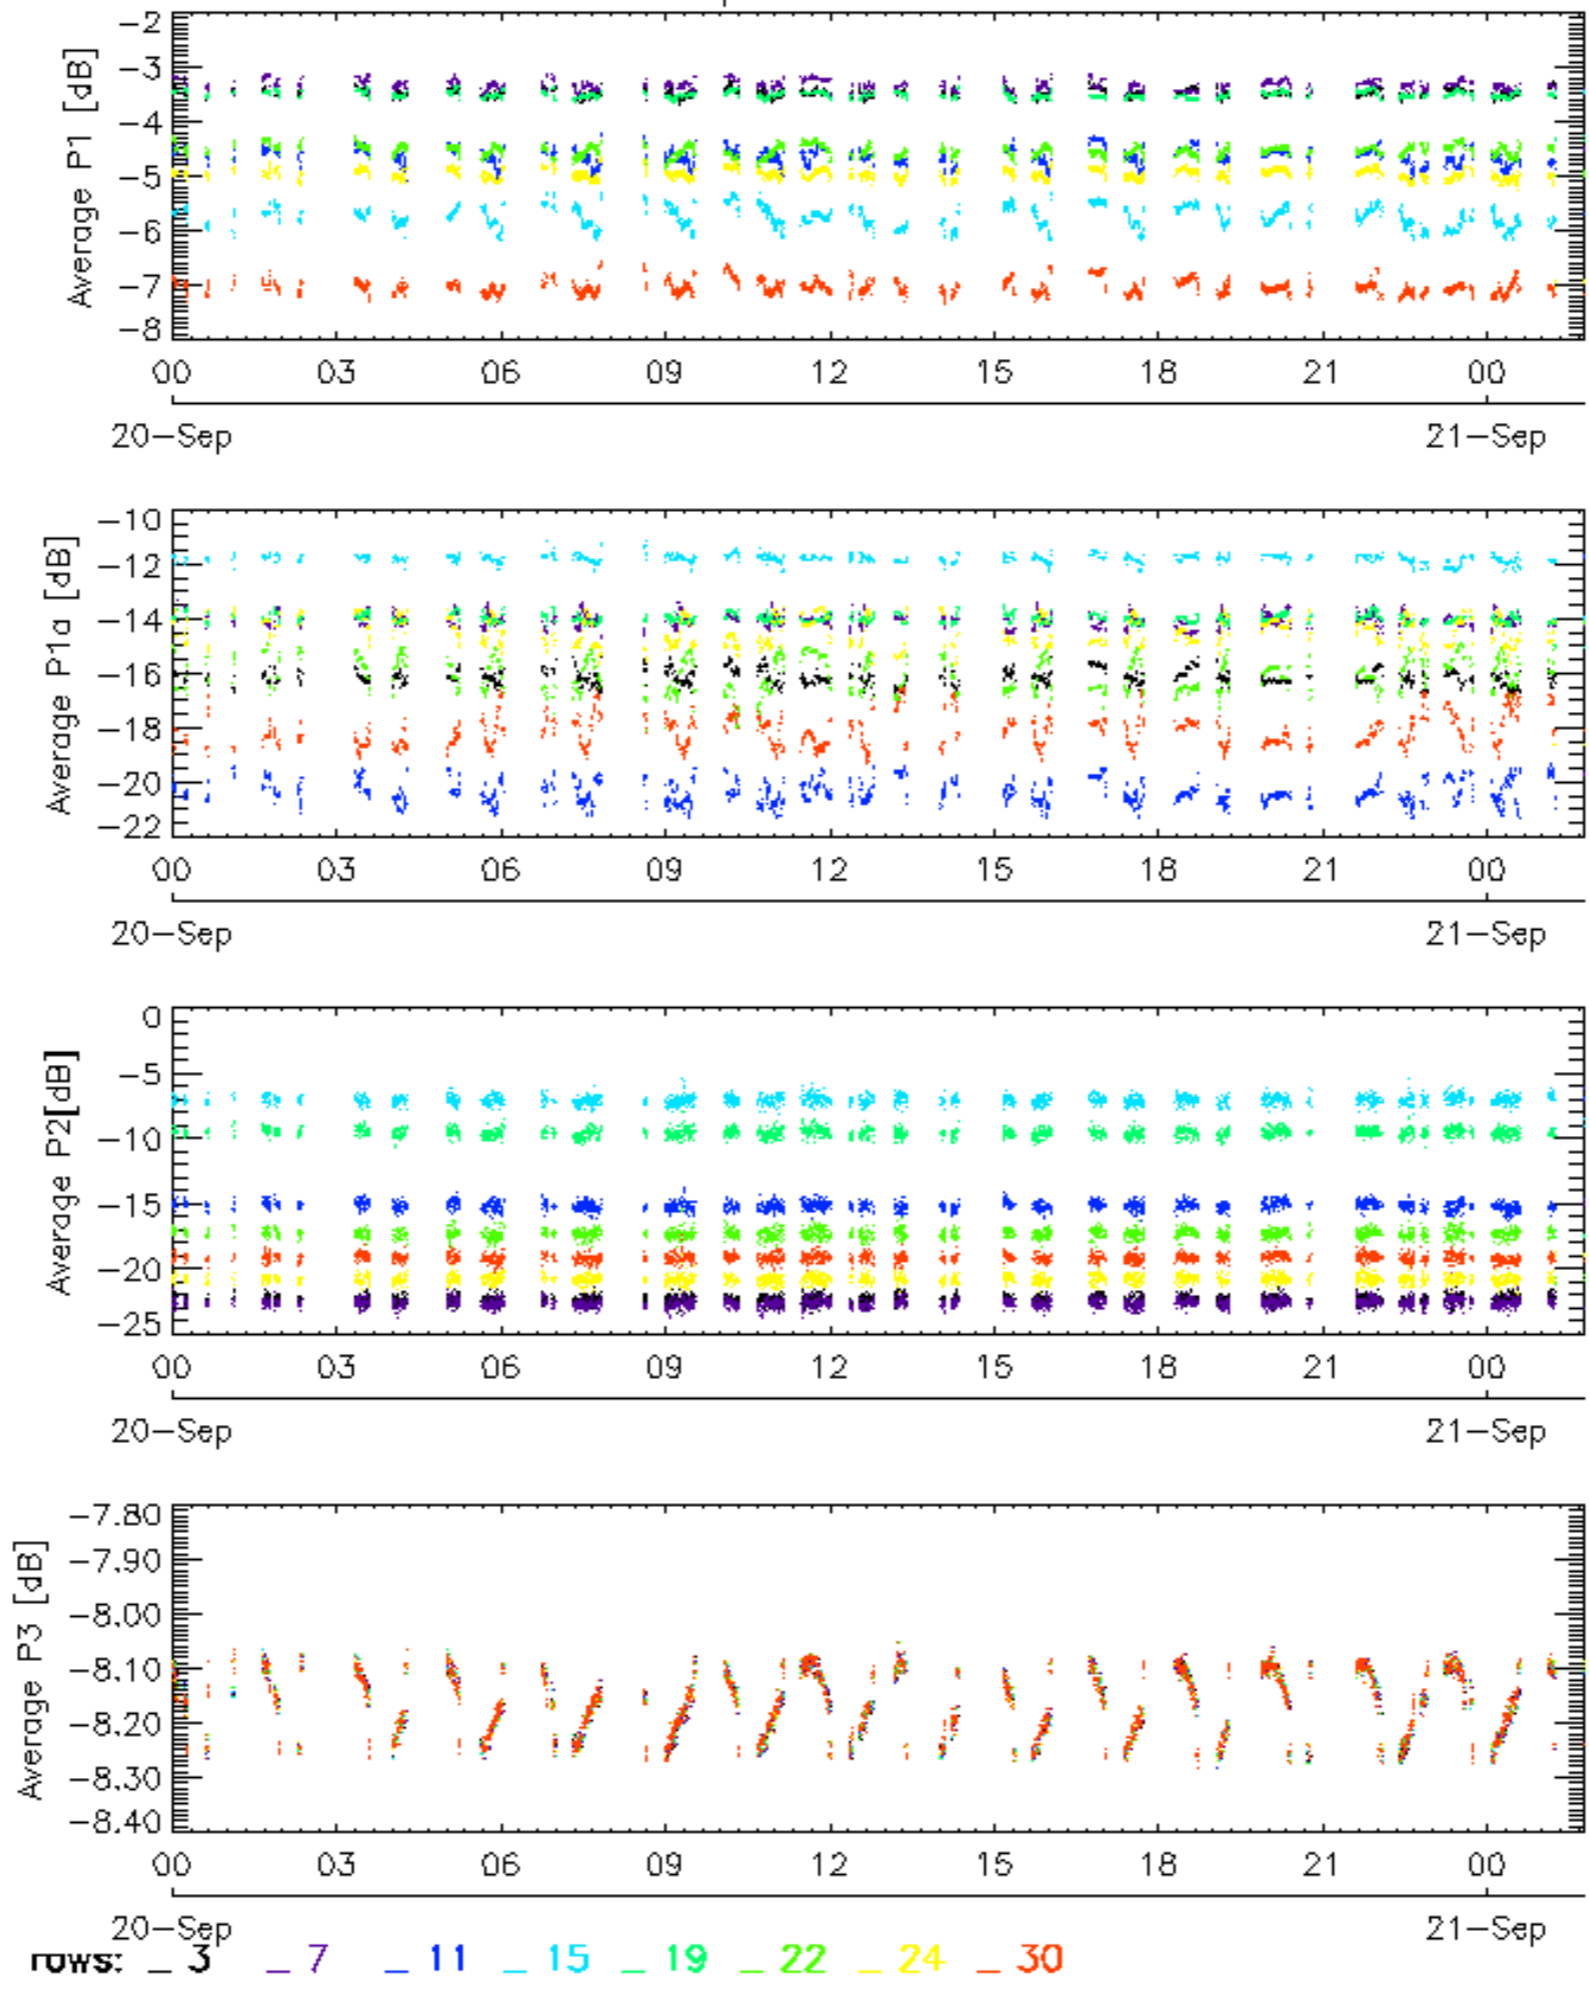 Average P1 [dB]
-2
-3
-4
-5
-6
-7
-8
00 03 06 09 12 15 18 21 00
20-Sep 21-Sep
Average P1a [dB]
-10
-12
-14
-16
-18
-20
-22
00 03 06 09 12 15 18 21 00
20-Sep 21-Sep
Average P2[dB]
0
-5
-10
-15
-20
-25
00 03 06 09 12 15 18 21 00
20-Sep 21-Sep
Average P3 [dB]
-7.80
-7.90
-8.00
-8.10
-8.20
-8.30
-8.40
00 03 06 09 12 15 18 21 00
20-Sep 21-Sep
rows: _ 3 _ 7 _ 11 _ 15 _ 19 _ 22 _ 24 _ 30